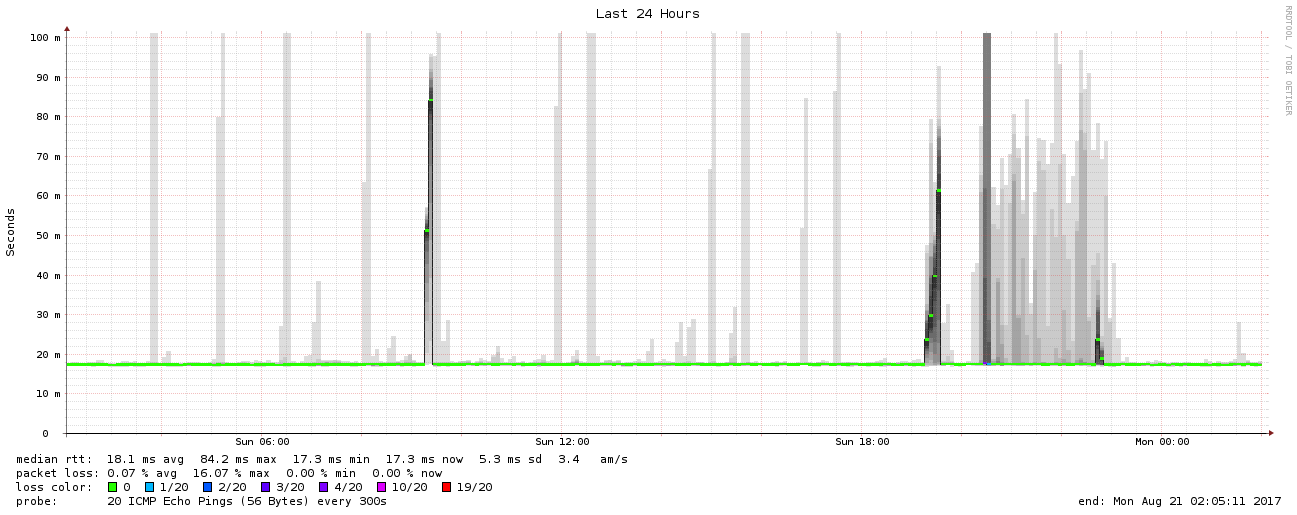 Last 24 Hours
RRDTOOL / TOBI OETIKER
Seconds
100 m
90 m
80 m
70 m
60 m
50 m
40 m
30 m
20 m
10 m
0
Sun 06:00 Sun 12:00 Sun 18:00 Mon 00:00
median rtt: 18.1 ms avg 84.2 ms max 17.3 ms min 17.3 ms now 5.3 ms sd 3.4 am/s
packet loss: 0.07 % avg 16.07 % max 0.00 % min 0.00 % now
loss color: 0 1/20 2/20 3/20 4/20 10/20 19/20
probe: 20 ICMP Echo Pings (56 Bytes) every 300s end: Mon Aug 21 02:05:11 2017